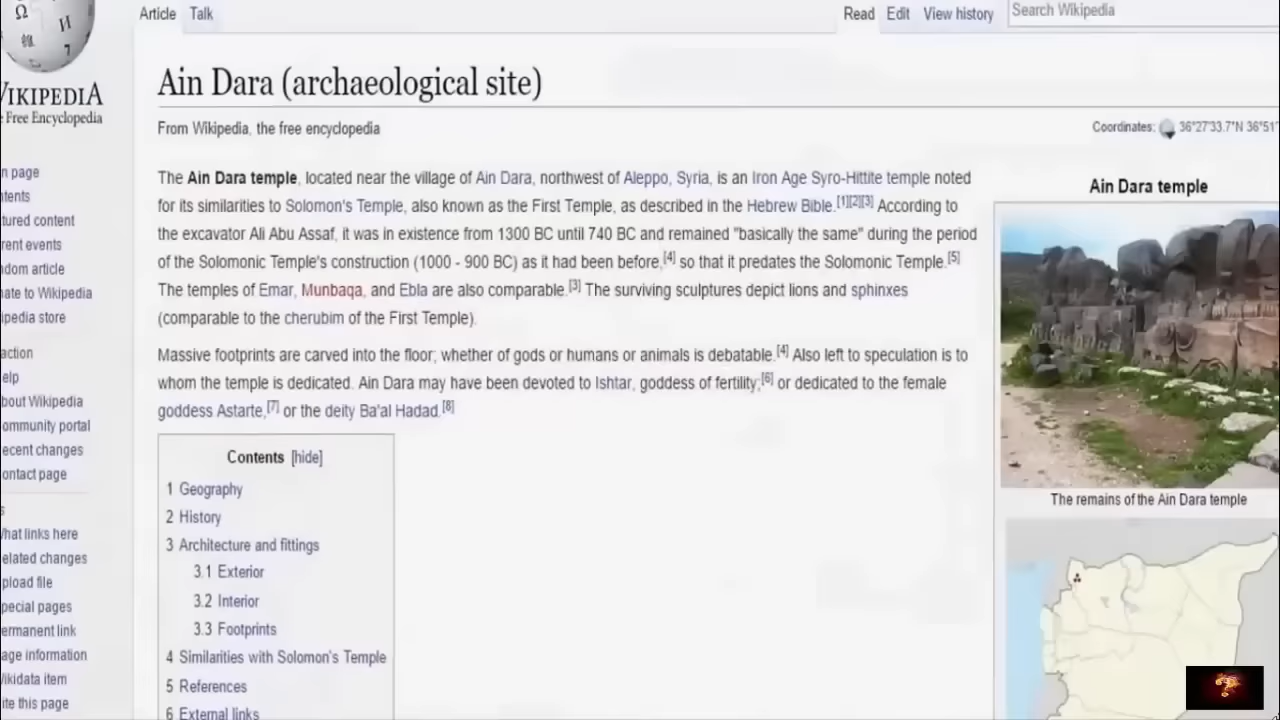 Article Talk
Read Edit View history Search Wikipedia
WIKIPEDIA
Free Encyclopedia
Ain Dara (archaeological site)
From Wikipedia, the free encyclopedia
Coordinates: 36°27′33.7″N 36°51′
The Ain Dara temple, located near the village of Ain Dara, northwest of Aleppo, Syria, is an Iron Age Syro-Hittite temple noted
for its similarities to Solomon's Temple, also known as the First Temple, as described in the Hebrew Bible.[1][2][3] According to
the excavator Ali Abu Assaf, it was in existence from 1300 BC until 740 BC and remained "basically the same" during the period
of the Solomonic Temple's construction (1000 - 900 BC) as it had been before,[4] so that it predates the Solomonic Temple.[5]
The temples of Emar, Munbaqa, and Ebla are also comparable.[3] The surviving sculptures depict lions and sphinxes
(comparable to the cherubim of the First Temple).
Massive footprints are carved into the floor; whether of gods or humans or animals is debatable.[4] Also left to speculation is to
whom the temple is dedicated. Ain Dara may have been devoted to Ishtar, goddess of fertility;[6] or dedicated to the female
goddess Astarte,[7] or the deity Ba'al Hadad.[8]
Contents [hide]
1 Geography
2 History
3 Architecture and fittings
3.1 Exterior
3.2 Interior
3.3 Footprints
4 Similarities with Solomon's Temple
5 References
6 External links
Ain Dara temple
The remains of the Ain Dara temple
n page
ntents
tured content
rent events
dom article
nate to Wikipedia
ipedia store
action
elp
bout Wikipedia
ommunity portal
ecent changes
ontact page
s
hat links here
elated changes
pload file
pecial pages
ermanent link
age information
ikidata item
ite this page